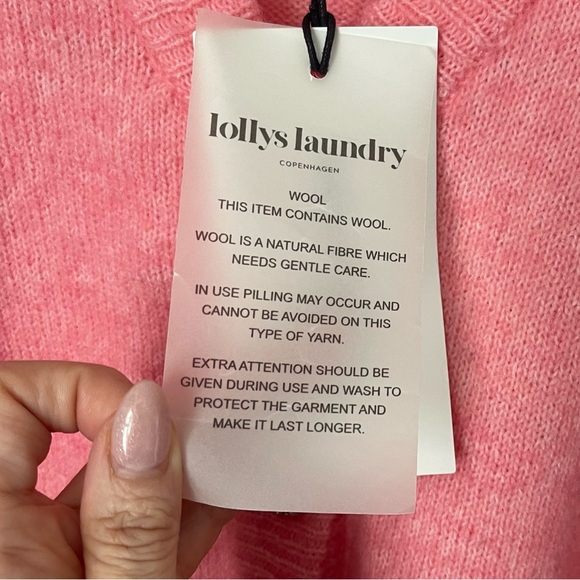 lollys laundry
COPENHAGEN
WOOL
THIS ITEM CONTAINS WOOL.
WOOL IS A NATURAL FIBRE WHICH
NEEDS GENTLE CARE.
IN USE PILLING MAY OCCUR AND
CANNOT BE AVOIDED ON THIS
TYPE OF YARN.
EXTRA ATTENTION SHOULD BE
GIVEN DURING USE AND WASH TO
PROTECT THE GARMENT AND
MAKE IT LAST LONGER.